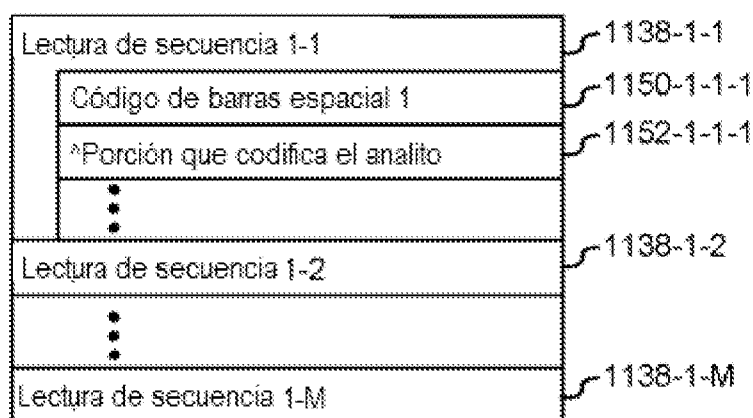 Lectura de secuencia 1-1 1138-1-1
Código de barras espacial 1 1150-1-1-1
^Porción que codifica el analito 1152-1-1-1
Lectura de secuencia 1-2 1138-1-2
Lectura de secuencia 1-M 1138-1-M